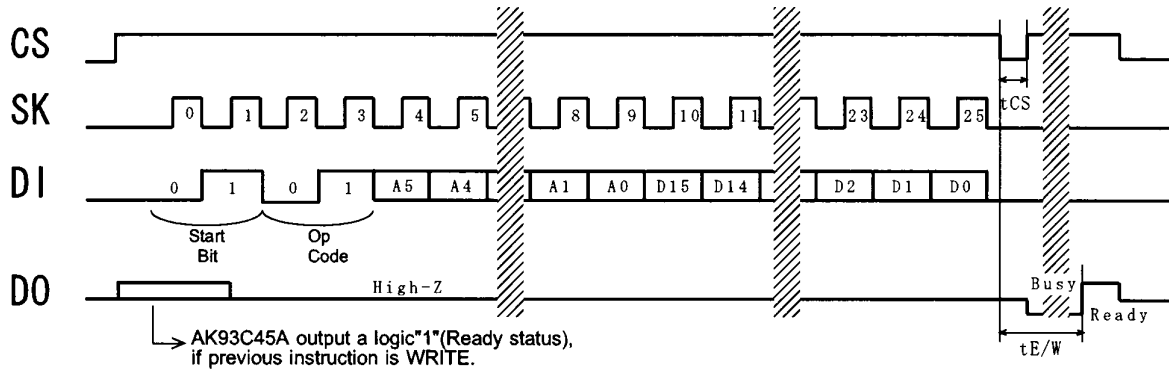 CS
tCS
SK
0 1 2 3 4 5 8 9 10 11 23 24 25
DI
0 1 0 1 A5 A4 A1 A0 D15 D14 D2 D1 D0
Start
Bit
Op
Code
DO
High-Z
Busy
Ready
tE/W
AK93C45A output a logic"1"(Ready status),
if previous instruction is WRITE.